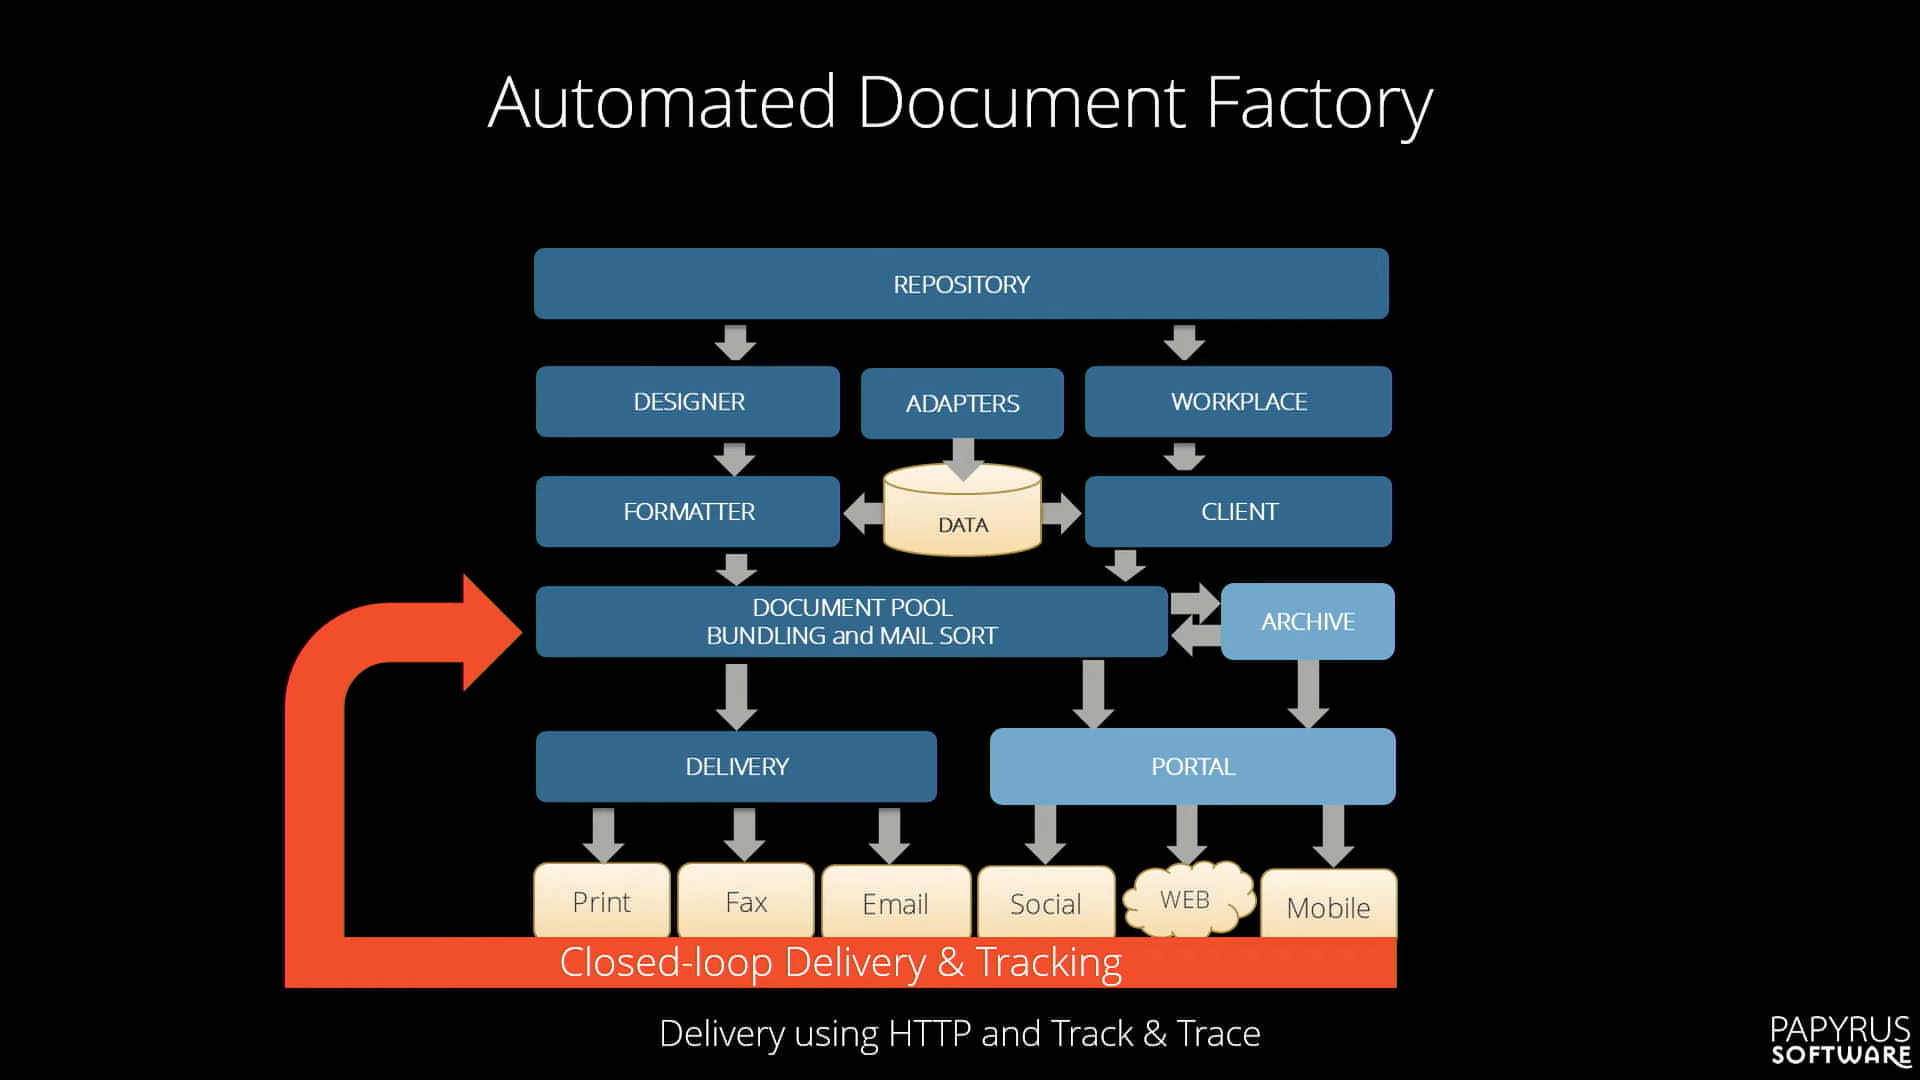 Automated Document Factory
REPOSITORY
DESIGNER
ADAPTERS
WORKPLACE
FORMATTER
DATA
CLIENT
DOCUMENT POOL
BUNDLING and MAIL SORT
ARCHIVE
DELIVERY
PORTAL
Print
Fax
Email
Social
WEB
Mobile
Closed-loop Delivery & Tracking
Delivery using HTTP and Track & Trace
PAPYRUS
SOFTWARE